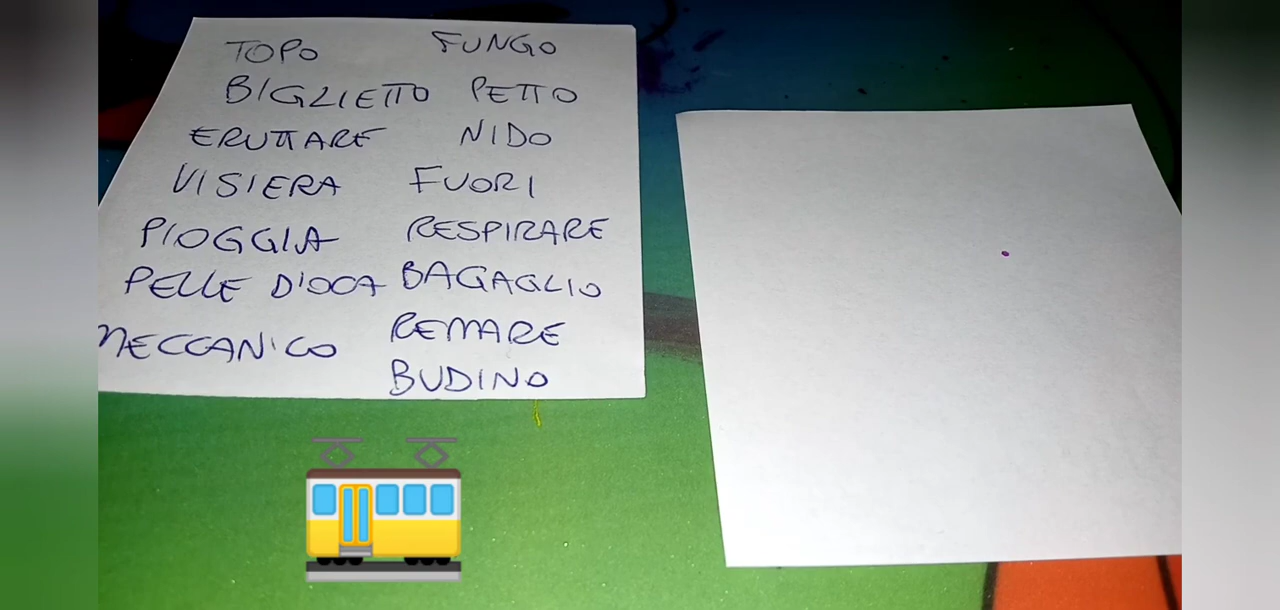 TOPO
BIGLIETTO
ERUTTARE
VISIERA
PIOGGIA
PELLE D'OCA
MECCANICO
FUNGO
PETTO
NIDO
FUORI
RESPIRARE
BAGAGLIO
REMARE
BUDINO